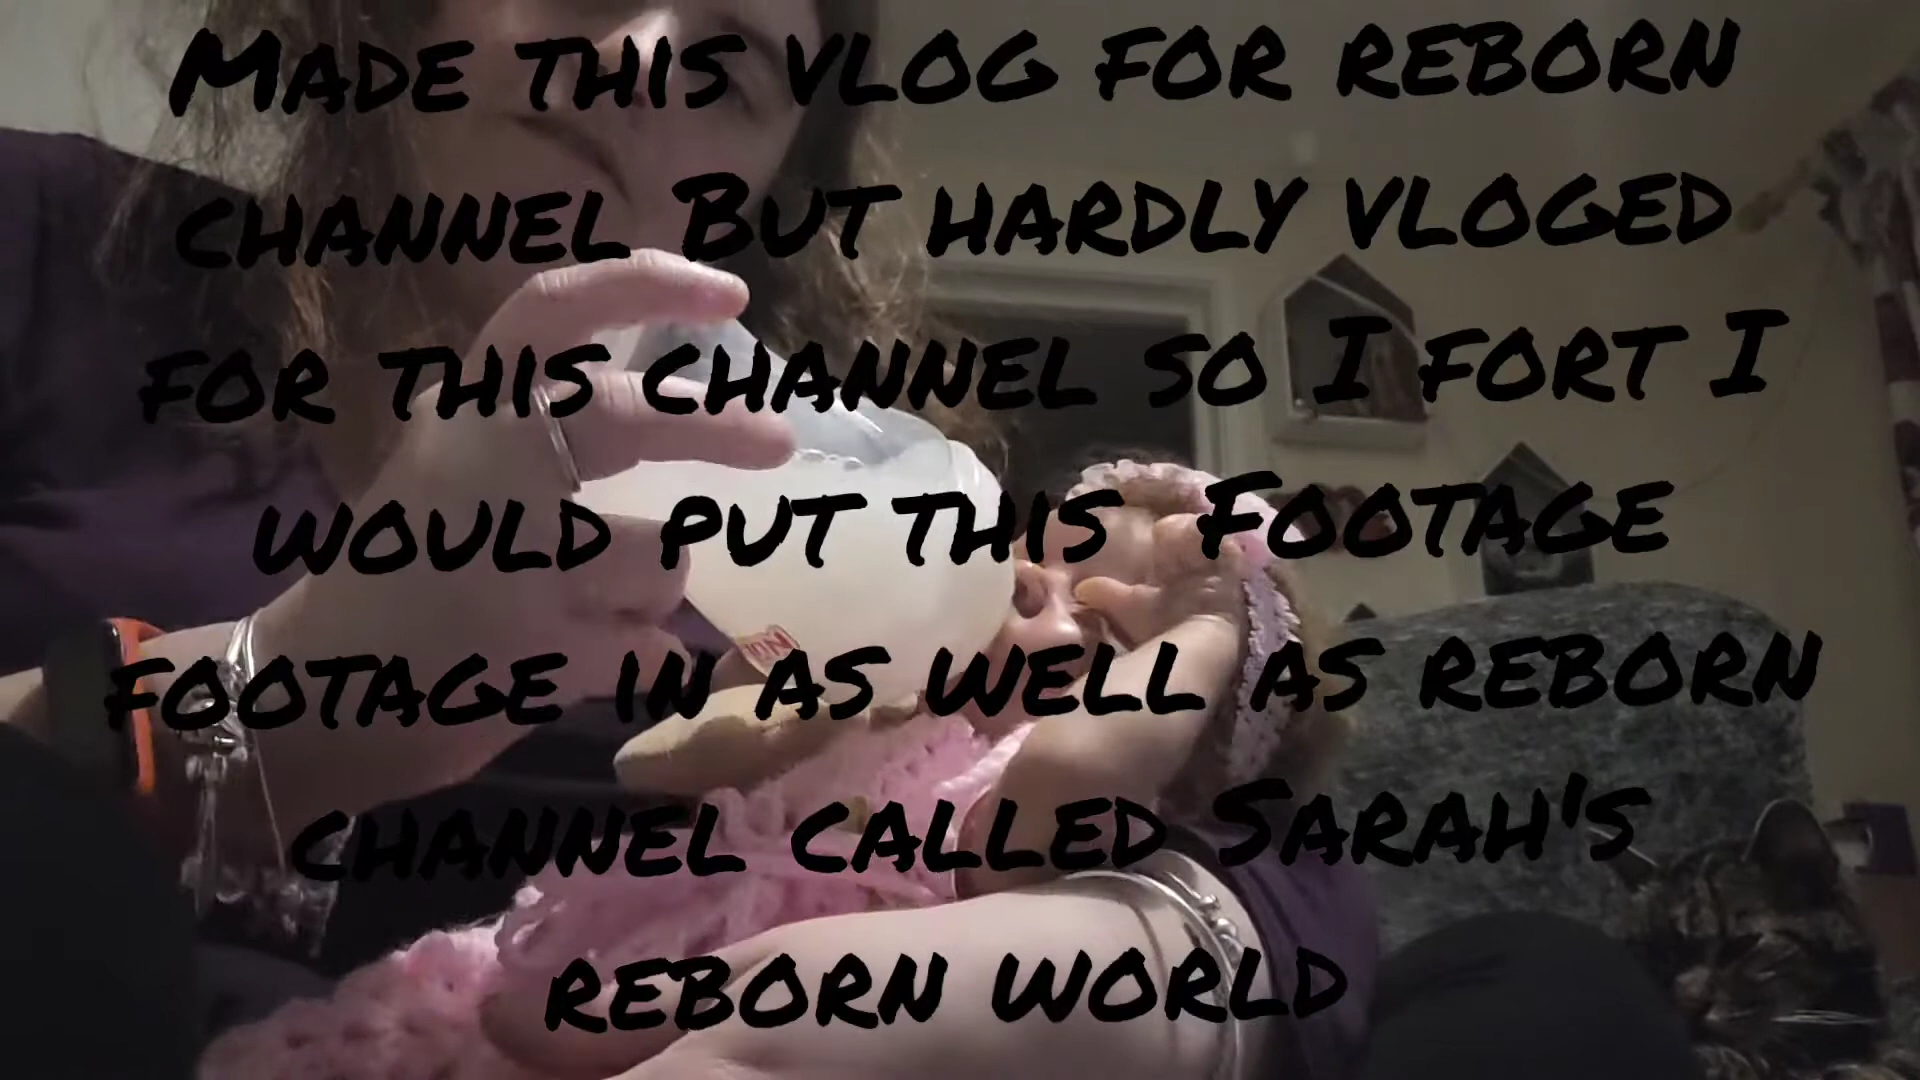 Made this vlog for reborn
channel But hardly vloged
for this channel so I fort I
would put this Footage
footage in as well as reborn
channel called Sarah's
reborn world